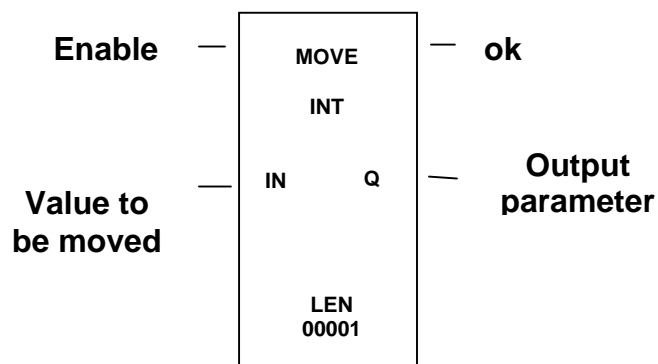 Enable
MOVE
ok
INT
Value to
be moved
IN
Q
Output
parameter
LEN
00001